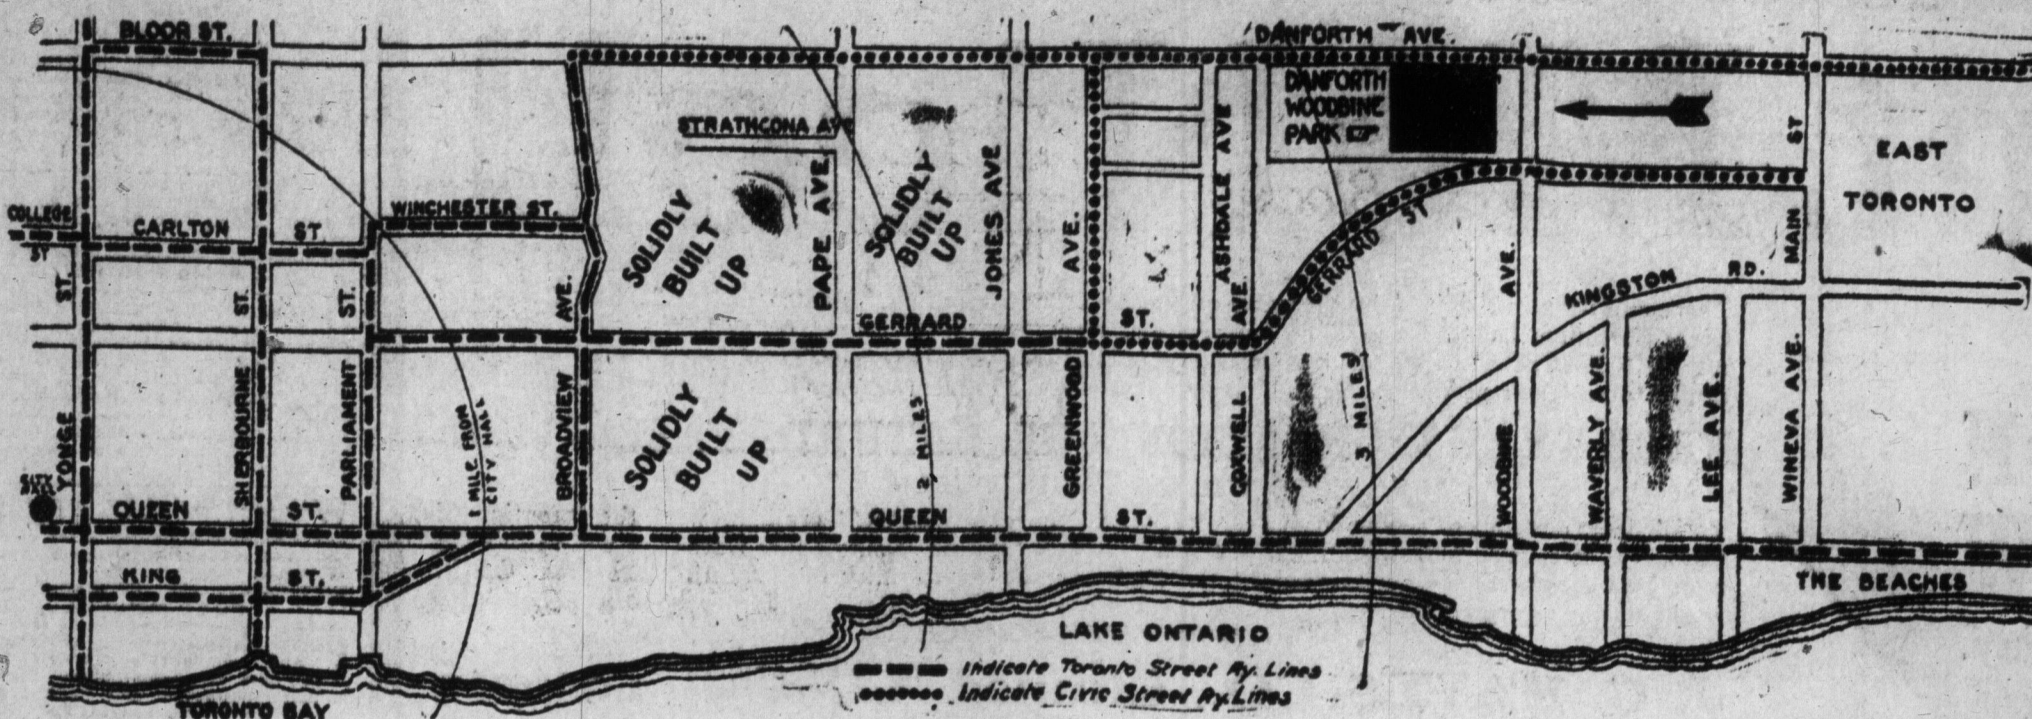 BLOOR ST.
DANFORTH AVE.
DANFORTH
WOODBINE
PARK
STRATHCONA AVE
EAST
TORONTO
COLLEGE
ST
CARLTON ST
WINCHESTER ST.
SOLIDLY
BUILT
UP
PAPE AVE.
SOLIDLY
BUILT
UP
JONES AVE
AVE.
ASHDALE AVE
AVE.
GERRARD ST
AVE.
MAIN ST
KINGSTON RD.
ST.
ST.
ST.
AVE.
GERRARD ST.
YONGE
SHERBOURNE
PARLIAMENT
1 MILE FROM
CITY HALL
BROADVIEW
SOLIDLY
BUILT
UP
2 MILES
GREENWOOD
COXWELL
3 MILES
WOODBINE
WAVERLY AVE.
LEE AVE.
WINEVA AVE.
CITY
HALL
QUEEN ST.
QUEEN ST.
KING ST.
THE BEACHES
LAKE ONTARIO
Indicate Toronto Street Ry. Lines
Indicate Civic Street Ry. Lines
TORONTO BAY